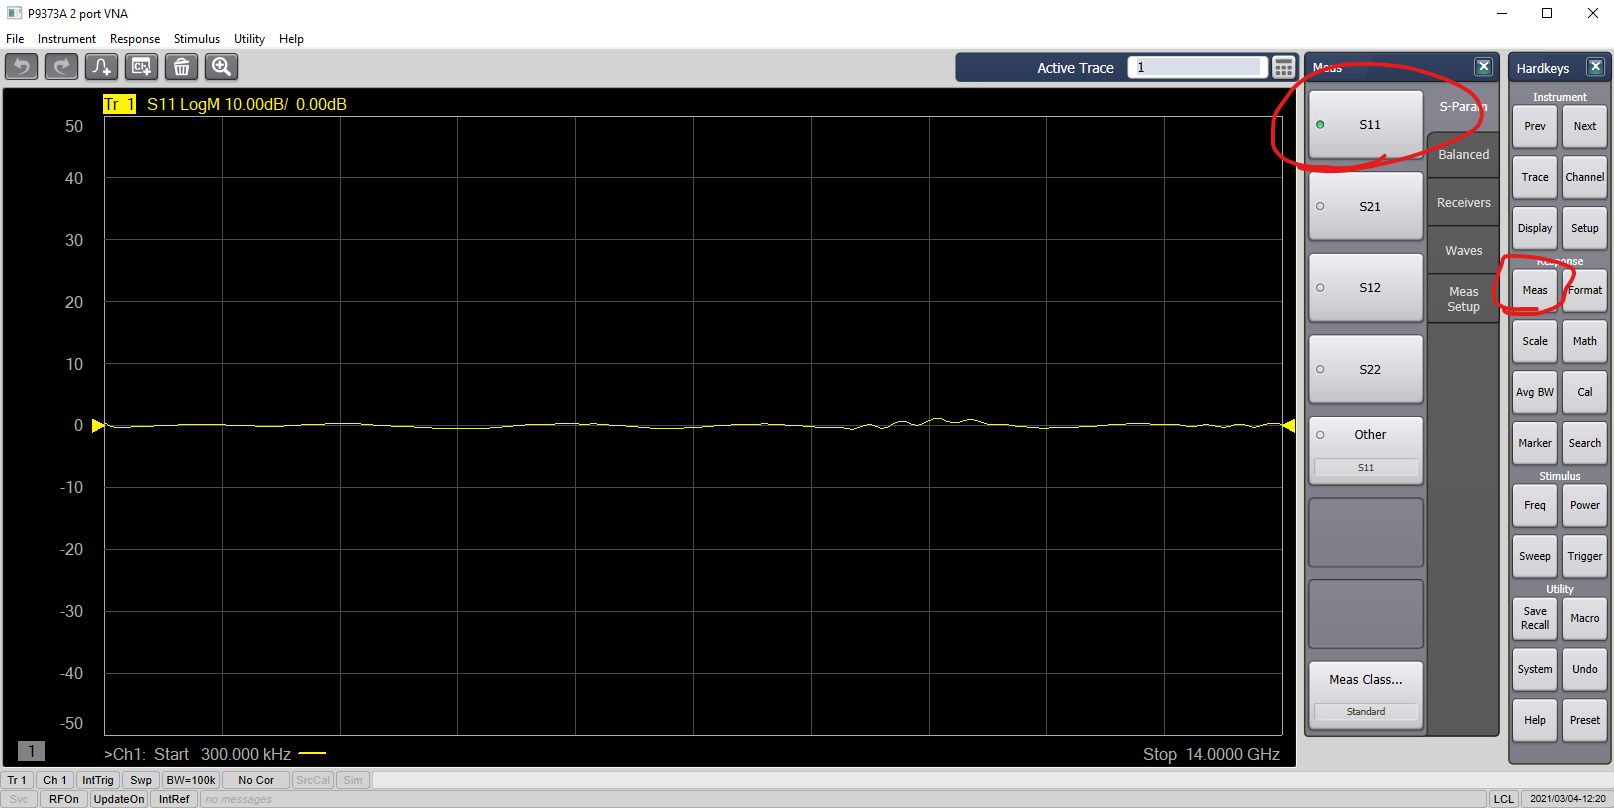 P9373A 2 port VNA
File Instrument Response Stimulus Utility Help
Active Trace 1
Tr 1 S11 LogM 10.00dB/ 0.00dB
50
40
30
20
10
0
-10
-20
-30
-40
-50
1
>Ch1: Start 300.000 kHz
Stop 14.0000 GHz
Meas
S11
S21
S12
S22
Other
S11
Meas Class...
Standard
S-Param
Balanced
Receivers
Waves
Meas
Setup
Hardkeys
Instrument
Prev Next
Trace Channel
Display Setup
Response
Meas Format
Scale Math
Avg BW Cal
Marker Search
Stimulus
Freq Power
Sweep Trigger
Utility
Save
Recall
Macro
System Undo
Help Preset
Tr 1 Ch 1 IntTrig Swp BW=100k No Cor SrcCal Sim
Svc RFOn UpdateOn IntRef no messages LCL 2021/03/04-12:20